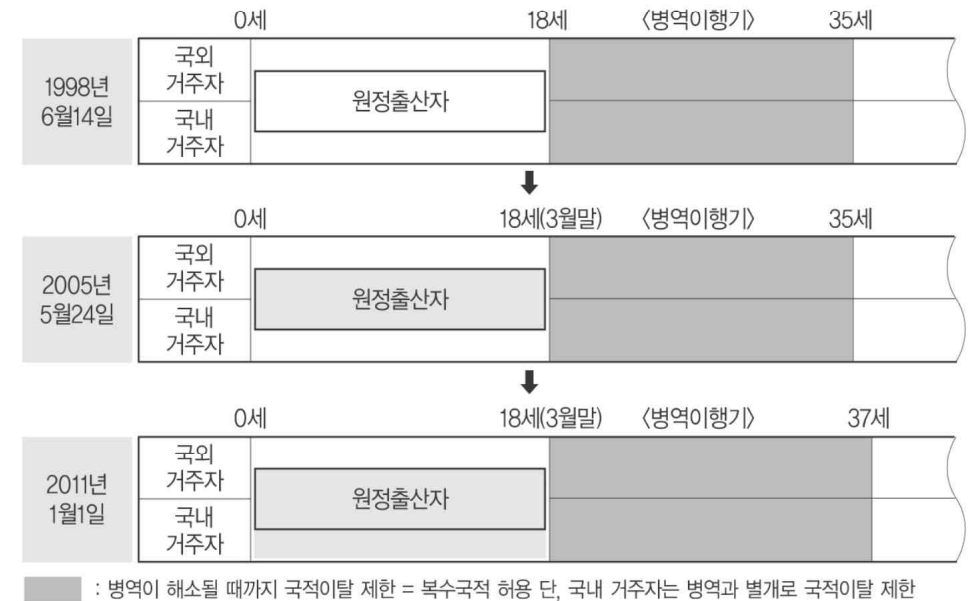 0세 18세 〈병역이행기〉 35세
1998년
6월14일
국외
거주자
원정출산자
국내
거주자
0세 18세(3월말) 〈병역이행기〉 35세
2005년
5월24일
국외
거주자
원정출산자
국내
거주자
0세 18세(3월말) 〈병역이행기〉 37세
2011년
1월1일
국외
거주자
원정출산자
국내
거주자
: 병역이 해소될 때까지 국적이탈 제한 = 복수국적 허용 단, 국내 거주자는 병역과 별개로 국적이탈 제한